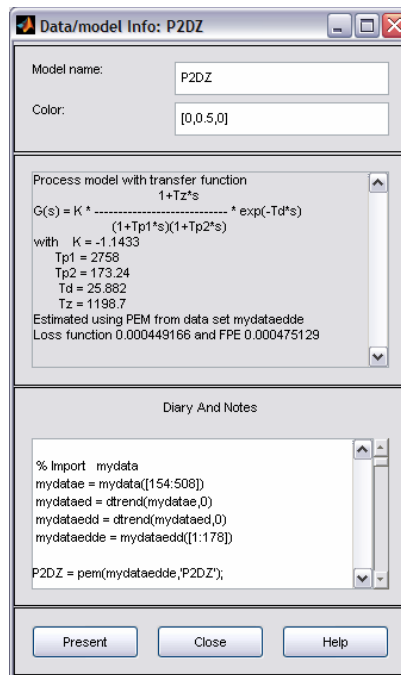 Data/model Info: P2DZ
Model name:
P2DZ
Color:
[0,0.5,0]
Process model with transfer function
1+Tz*s
G(s) = K * ---------------------------- * exp(-Td*s)
(1+Tp1*s)(1+Tp2*s)
with K = -1.1433
Tp1 = 2758
Tp2 = 173.24
Td = 25.882
Tz = 1198.7
Estimated using PEM from data set mydataedde
Loss function 0.000449166 and FPE 0.000475129
Diary And Notes
% Import mydata
mydatae = mydata([154:508])
mydataed = dtrend(mydatae,0)
mydataedd = dtrend(mydataed,0)
mydataedde = mydataedd([1:178])
P2DZ = pem(mydataedde,'P2DZ');
Present
Close
Help